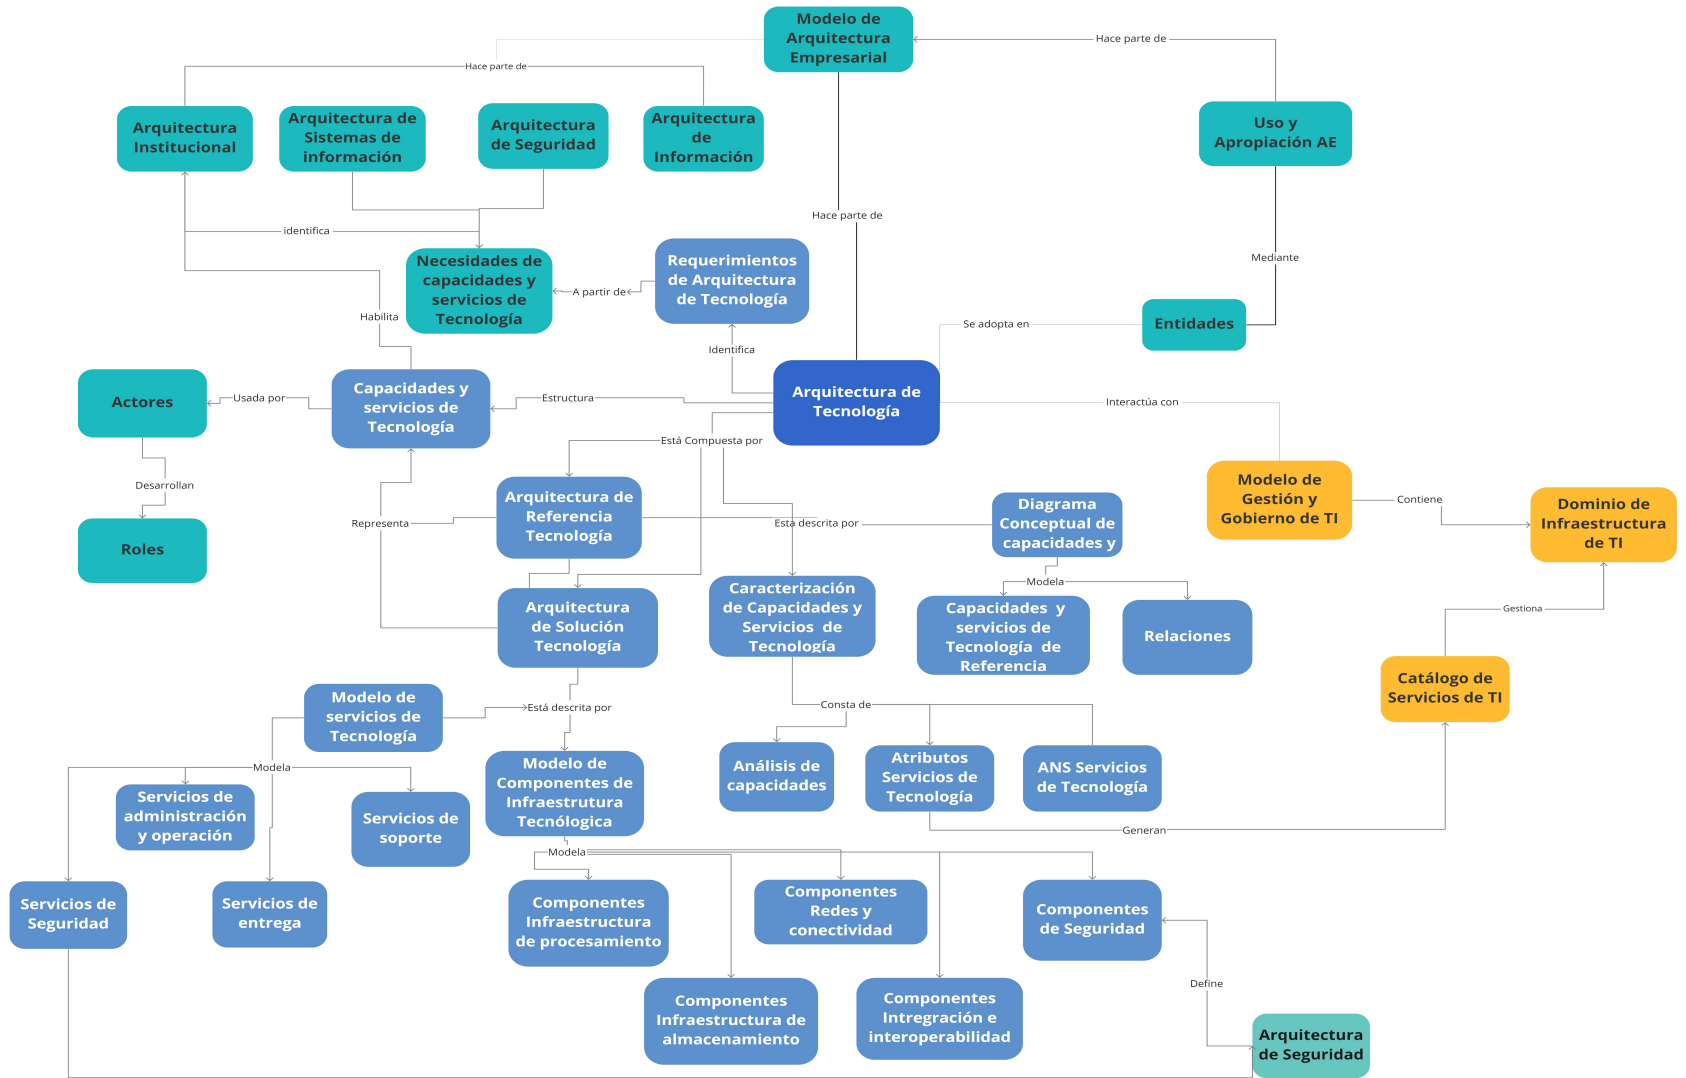 Modelo de
Arquitectura
Empresarial
Hace parte de
Hace parte de
Arquitectura
Institucional
Arquitectura de
Sistemas de
información
Arquitectura
de Seguridad
Arquitectura
de
Información
Uso y
Apropiación AE
Hace parte de
identifica
Necesidades de
capacidades y
servicios de
Tecnología
A partir de
Requerimientos
de Arquitectura
de Tecnología
Mediante
Habilita
Identifica
Se adopta en
Entidades
Actores
Usada por
Capacidades y
servicios de
Tecnología
Estructura
Arquitectura de
Tecnología
Interactúa con
Está Compuesta por
Desarrollan
Roles
Representa
Arquitectura de
Referencia
Tecnología
Esta descrita por
Diagrama
Conceptual de
capacidades y
Modelo de
Gestión y
Gobierno de TI
Contiene
Dominio de
Infraestructura
de TI
Modela
Arquitectura
de Solución
Tecnología
Caracterización
de Capacidades y
Servicios de
Tecnología
Capacidades y
servicios de
Tecnología de
Referencia
Relaciones
Gestiona
Catálogo de
Servicios de TI
Modelo de
servicios de
Tecnología
Está descrita por
Consta de
Modela
Modelo de
Componentes de
Infraestrutura
Tecnólogica
Análisis de
capacidades
Atributos
Servicios de
Tecnología
ANS Servicios
de Tecnología
Servicios de
administración
y operación
Servicios de
soporte
Generan
Modela
Servicios de
Seguridad
Servicios de
entrega
Componentes
Infraestructura
de procesamiento
Componentes
Redes y
conectividad
Componentes
de Seguridad
Define
Componentes
Infraestructura de
almacenamiento
Componentes
Intregración e
interoperabilidad
Arquitectura
de Seguridad